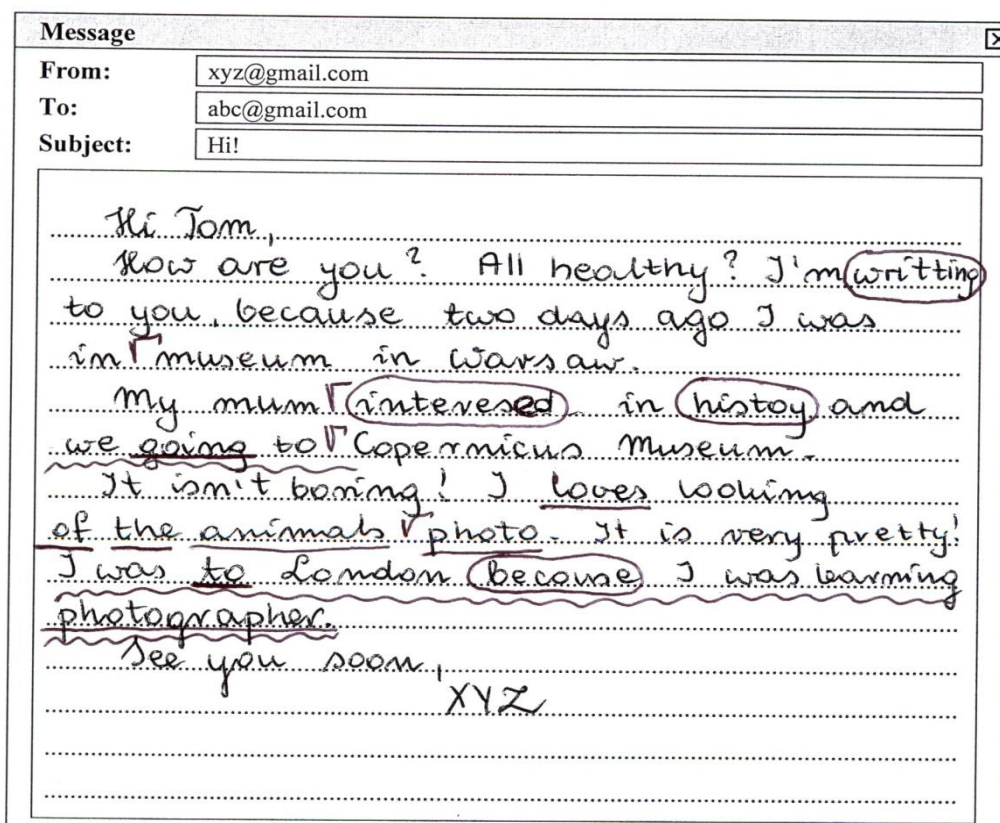 Message
From: xyz@gmail.com
To: abc@gmail.com
Subject: Hi!
Hi Tom,
How are you? All healthy? I'm writting
to you, because two days ago I was
in museum in Warsaw.
My mum interesed in histoy and
we going to Copernicus Museum.
It isn't boring! I loves looking
of the animals photo. It is very pretty!
I was to London becouse I was learning
photographer.
See you soon,
XYZ